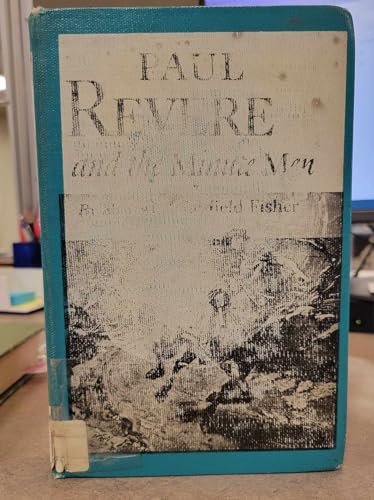 PAUL
REVERE
and the Minute Men
By Fisher